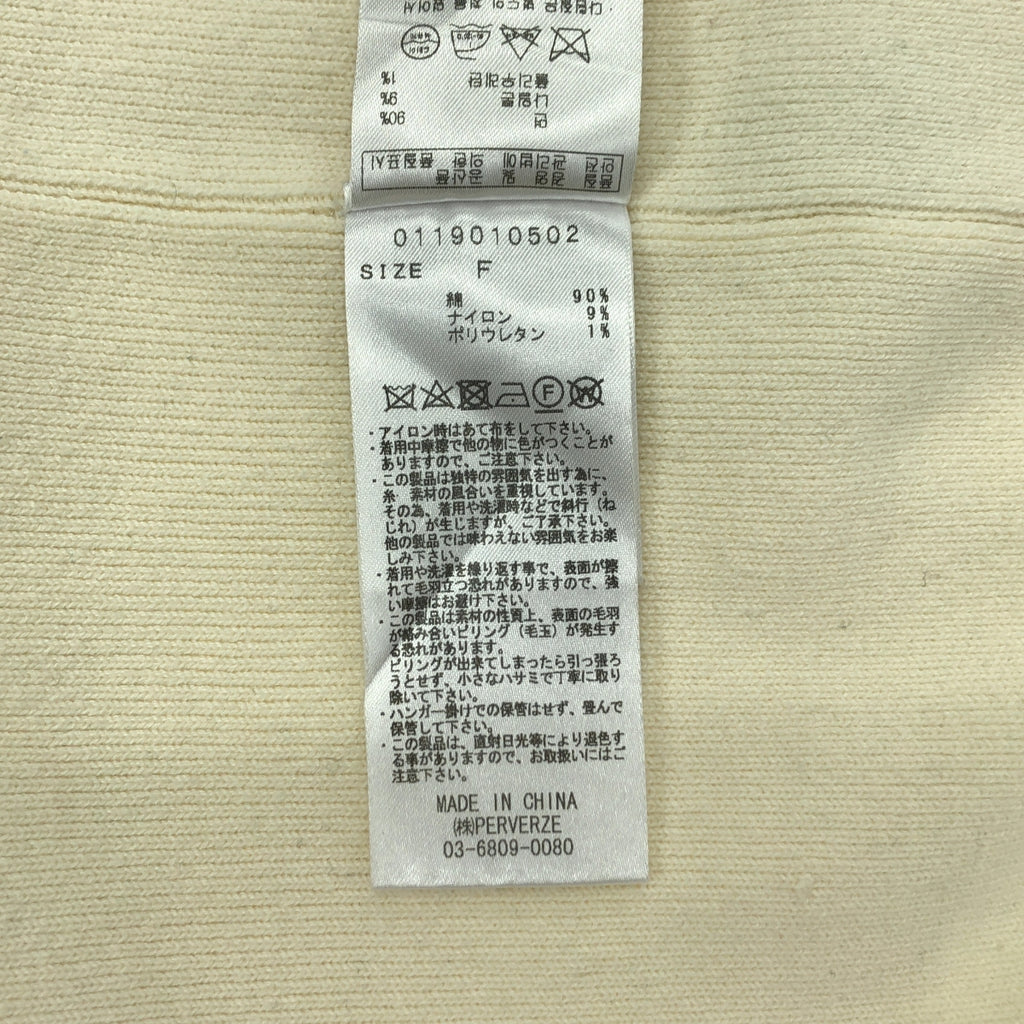 0119010502
SIZE F
綿 90%
ナイロン 9%
ポリウレタン 1%
・アイロン時はあて布をして下さい。
・着用中摩擦で他の物に色がつくことが
ありますので、ご注意下さい。
・この製品は独特の雰囲気を出す為に、
糸 素材の風合いを重視しています。
その為、着用や洗濯時などで斜行（ね
じれ）が生じますが、ご了承下さい。
他の製品では味わえない雰囲気をお楽
しみ下さい。
・着用や洗濯を繰り返す事で、表面が擦
れて毛羽立つ恐れがありますので、強
い摩擦はお避け下さい。
・この製品は素材の性質上、表面の毛羽
が絡み合いピリング（毛玉）が発生す
る恐れがあります。
ピリングが出来てしまったら引っ張ろ
うとせず、小さなハサミで丁寧に取り
除いて下さい。
・ハンガー掛けでの保管はせず、畳んで
保管して下さい。
・この製品は、直射日光等により退色す
る事がありますので、お取扱いにはご
注意下さい。
MADE IN CHINA
㈱PERVERZE
03-6809-0080